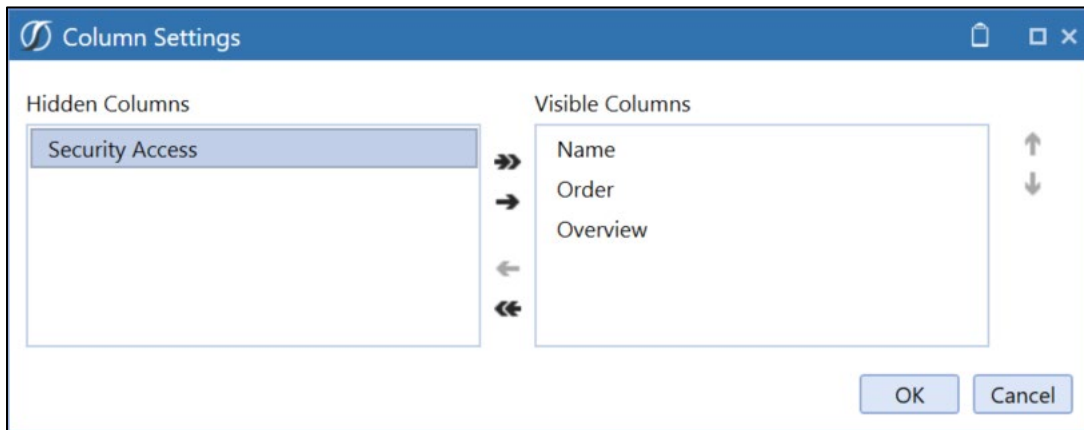 Column Settings
Hidden Columns
Visible Columns
Security Access
Name
Order
Overview
OK
Cancel